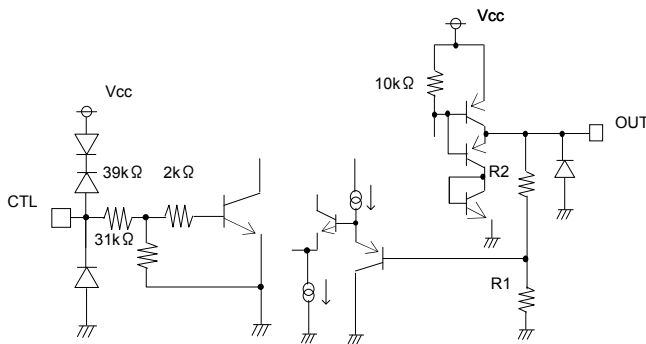 Vcc
10kΩ
OUT
Vcc
39kΩ 2kΩ
R2
CTL
31kΩ
R1